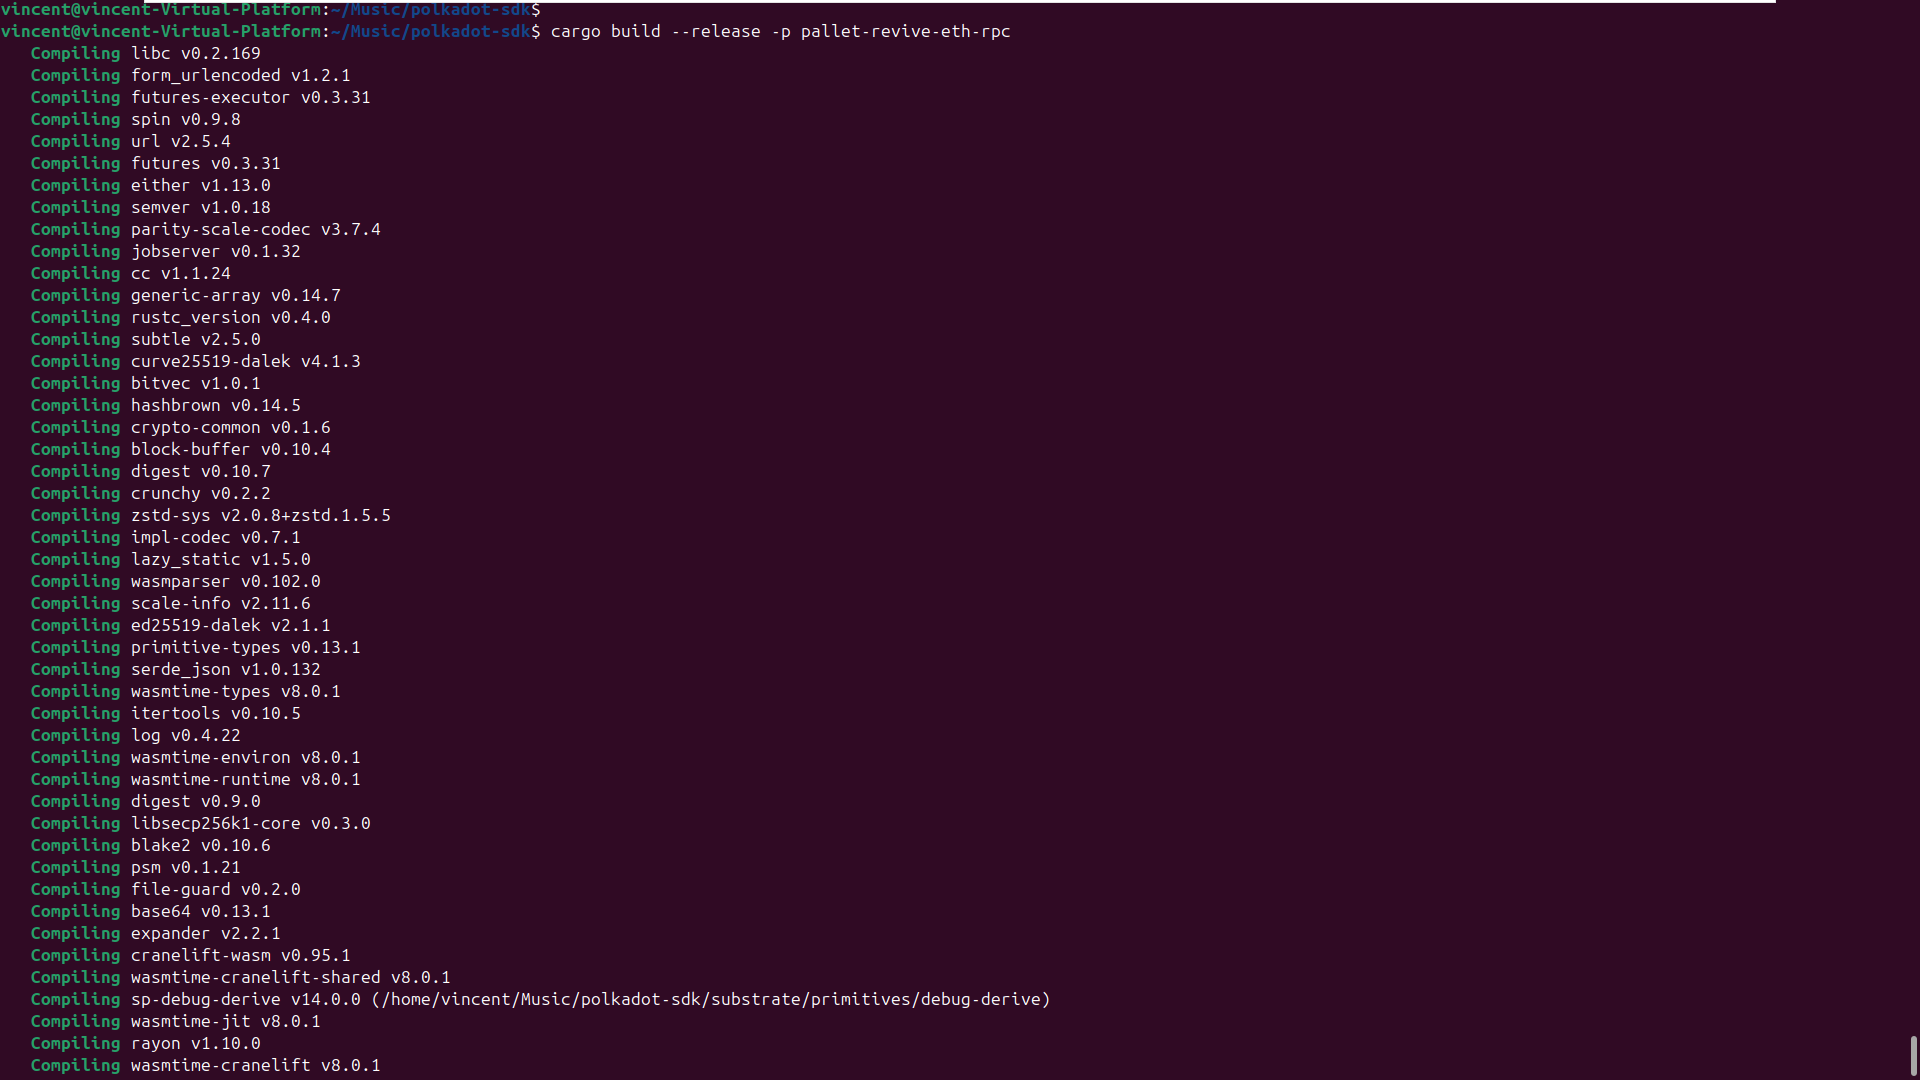 vincent@vincent-Virtual-Platform:~/Music/polkadot-sdk$
vincent@vincent-Virtual-Platform:~/Music/polkadot-sdk$ cargo build --release -p pallet-revive-eth-rpc
Compiling libc v0.2.169
Compiling form_urlencoded v1.2.1
Compiling futures-executor v0.3.31
Compiling spin v0.9.8
Compiling url v2.5.4
Compiling futures v0.3.31
Compiling either v1.13.0
Compiling semver v1.0.18
Compiling parity-scale-codec v3.7.4
Compiling jobserver v0.1.32
Compiling cc v1.1.24
Compiling generic-array v0.14.7
Compiling rustc_version v0.4.0
Compiling subtle v2.5.0
Compiling curve25519-dalek v4.1.3
Compiling bitvec v1.0.1
Compiling hashbrown v0.14.5
Compiling crypto-common v0.1.6
Compiling block-buffer v0.10.4
Compiling digest v0.10.7
Compiling crunchy v0.2.2
Compiling zstd-sys v2.0.8+zstd.1.5.5
Compiling impl-codec v0.7.1
Compiling lazy_static v1.5.0
Compiling wasmparser v0.102.0
Compiling scale-info v2.11.6
Compiling ed25519-dalek v2.1.1
Compiling primitive-types v0.13.1
Compiling serde_json v1.0.132
Compiling wasmtime-types v8.0.1
Compiling itertools v0.10.5
Compiling log v0.4.22
Compiling wasmtime-environ v8.0.1
Compiling wasmtime-runtime v8.0.1
Compiling digest v0.9.0
Compiling libsecp256k1-core v0.3.0
Compiling blake2 v0.10.6
Compiling psm v0.1.21
Compiling file-guard v0.2.0
Compiling base64 v0.13.1
Compiling expander v2.2.1
Compiling cranelift-wasm v0.95.1
Compiling wasmtime-cranelift-shared v8.0.1
Compiling sp-debug-derive v14.0.0 (/home/vincent/Music/polkadot-sdk/substrate/primitives/debug-derive)
Compiling wasmtime-jit v8.0.1
Compiling rayon v1.10.0
Compiling wasmtime-cranelift v8.0.1